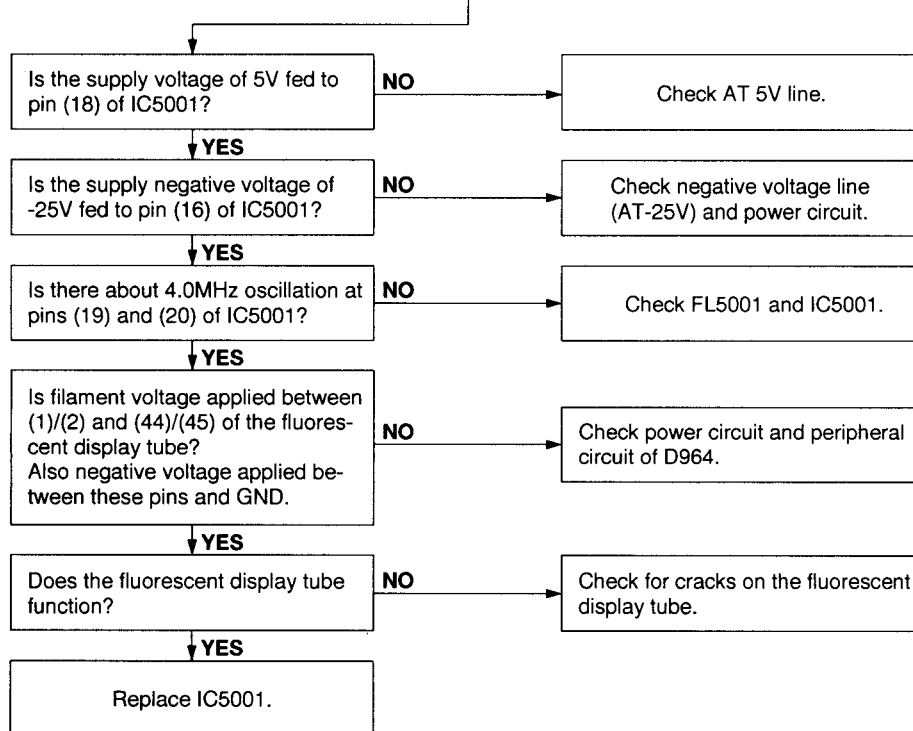 Is the supply voltage of 5V fed to
pin (18) of IC5001?
NO
Check AT 5V line.
YES
Is the supply negative voltage of
-25V fed to pin (16) of IC5001?
NO
Check negative voltage line
(AT-25V) and power circuit.
YES
Is there about 4.0MHz oscillation at
pins (19) and (20) of IC5001?
NO
Check FL5001 and IC5001.
YES
Is filament voltage applied between
(1)/(2) and (44)/(45) of the fluores-
cent display tube?
Also negative voltage applied be-
tween these pins and GND.
NO
Check power circuit and peripheral
circuit of D964.
YES
Does the fluorescent display tube
function?
NO
Check for cracks on the fluorescent
display tube.
YES
Replace IC5001.